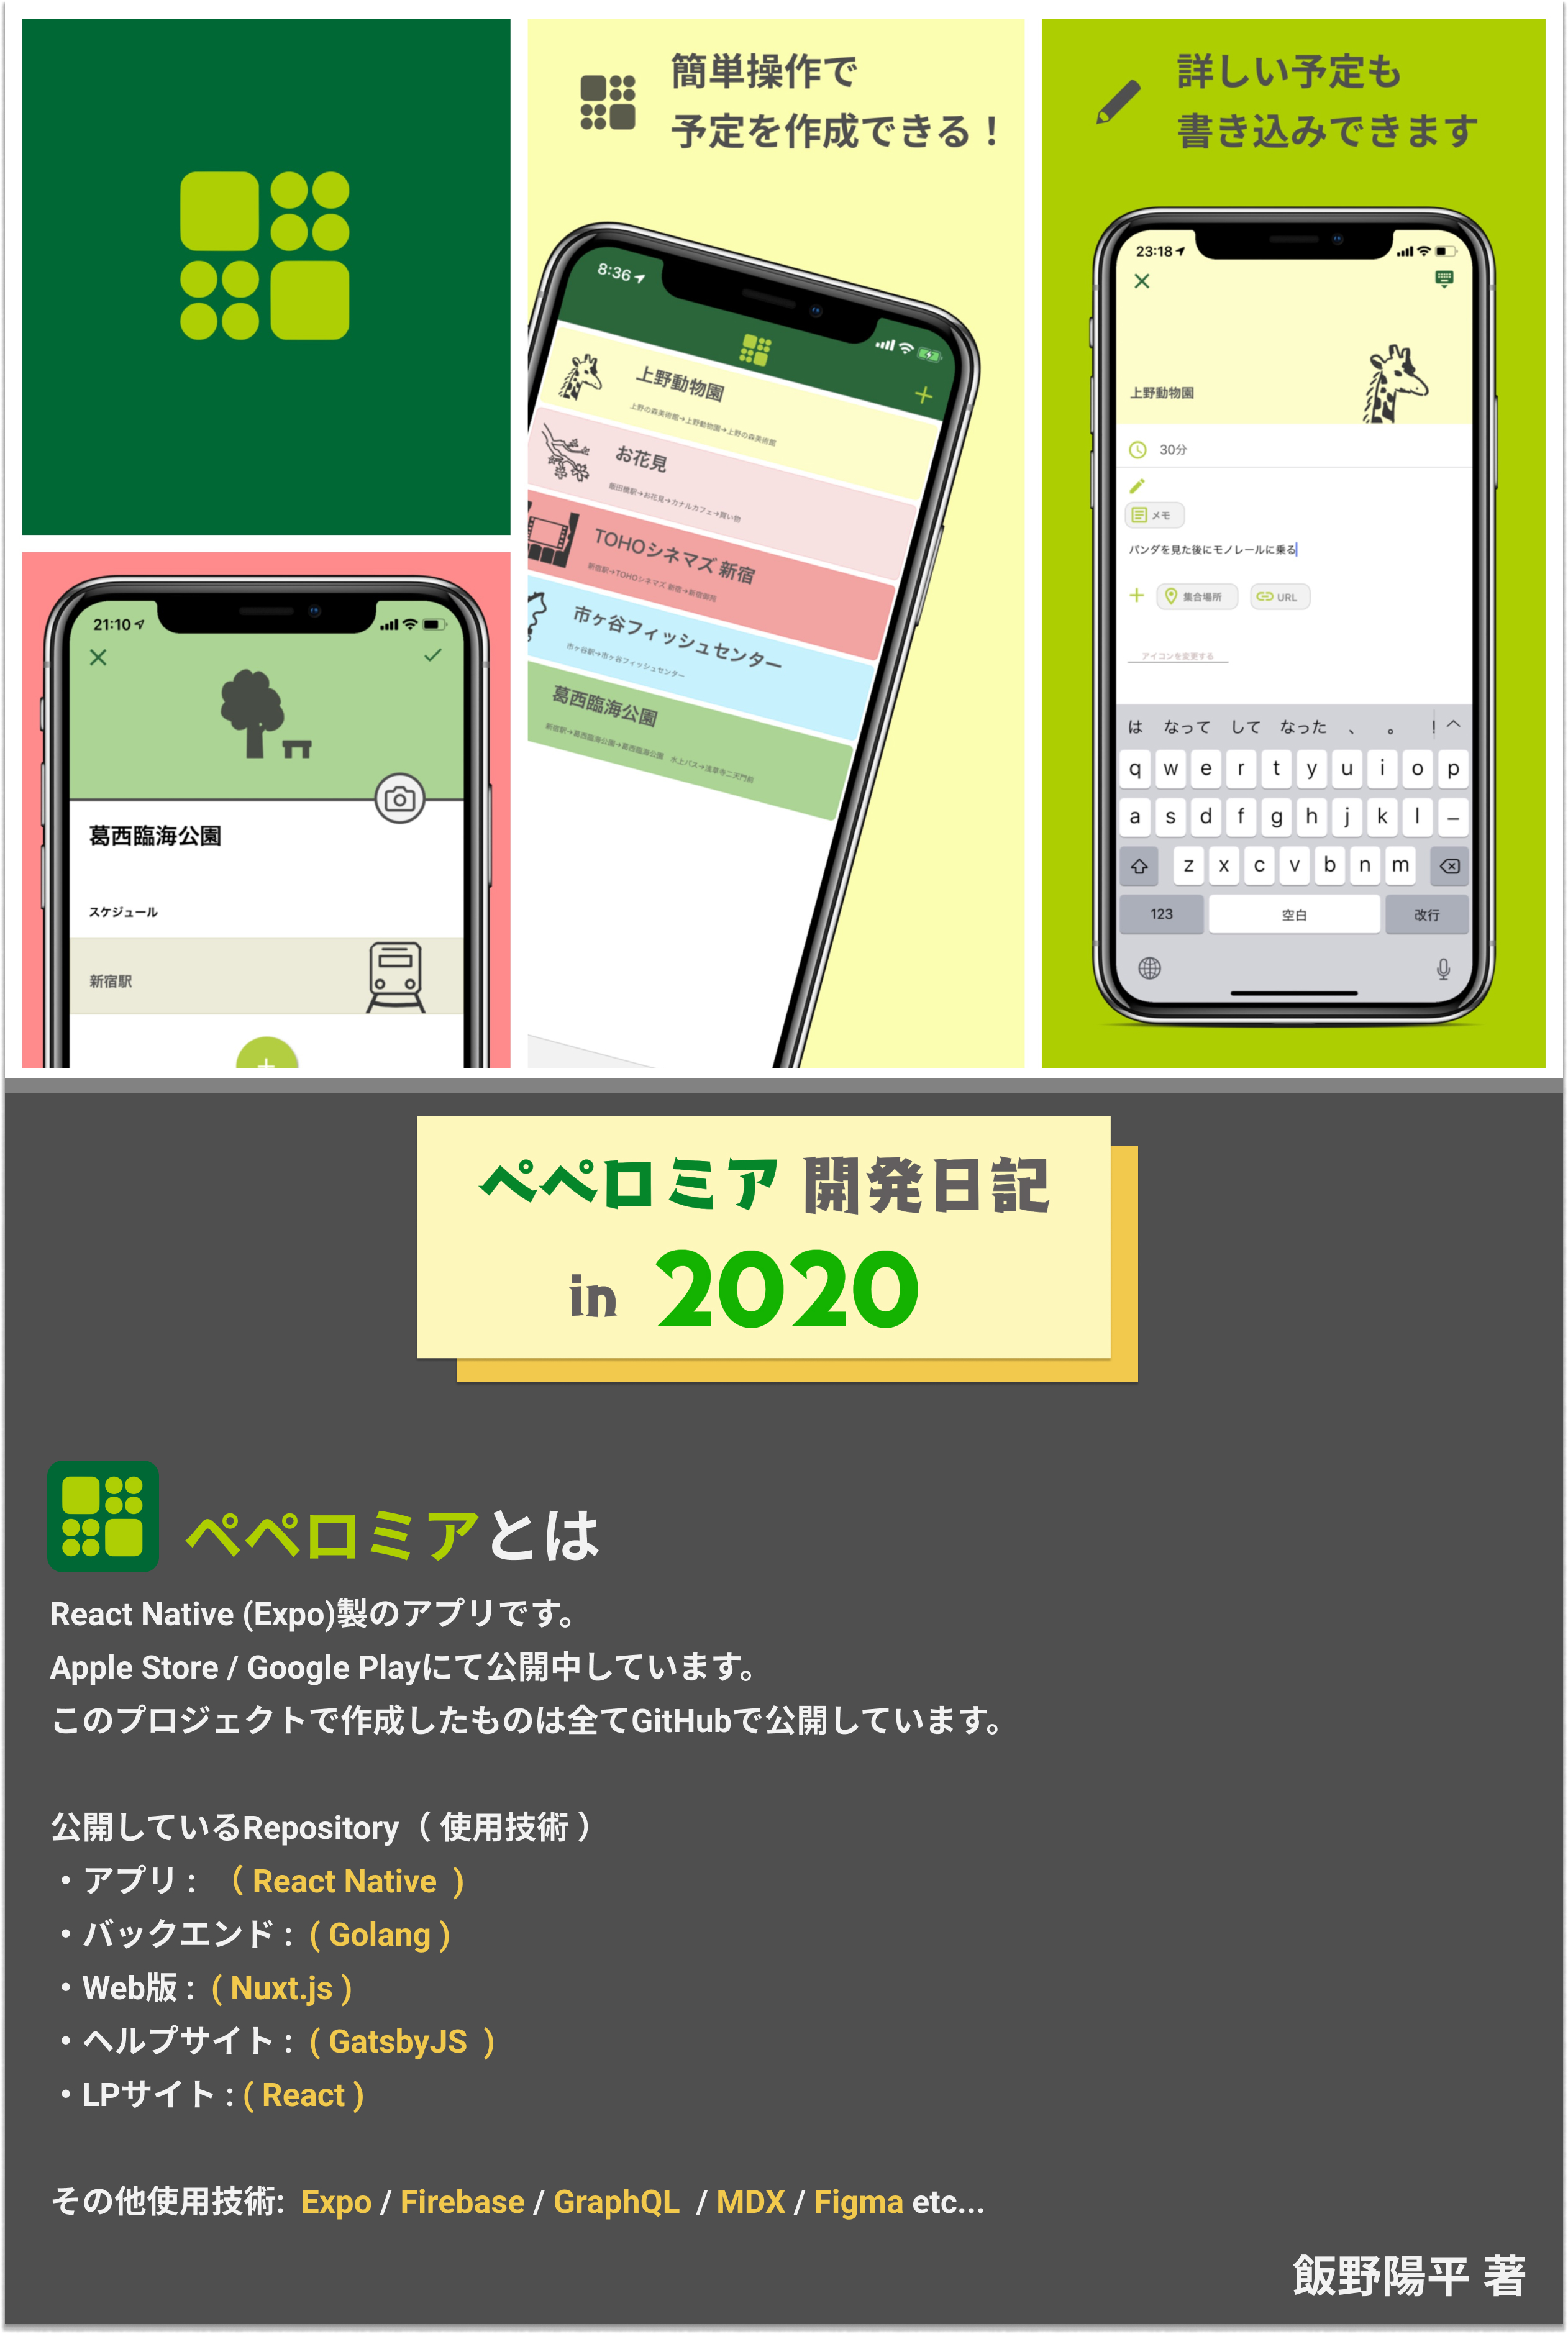 簡単操作で
予定を作成できる！
8:36
上野動物園
上野の森美術館→上野動物園→上野の森美術館
お花見
飯田橋駅→お花見→カナルカフェ→買い物
TOHOシネマズ 新宿
新宿駅→TOHOシネマズ 新宿→新宿御苑
市ヶ谷フィッシュセンター
市ヶ谷駅→市ヶ谷フィッシュセンター
葛西臨海公園
新宿駅→葛西臨海公園→葛西臨海公園 水上バス→浅草寺二天門前
詳しい予定も
書き込みできます
23:18
上野動物園
30分
メモ
パンダを見た後にモノレールに乗る
集合場所 URL
アイコンを変更する
は なって して なった 、 。 !
q w e r t y u i o p
a s d f g h j k l ー
z x c v b n m
123 空白 改行
21:10
葛西臨海公園
スケジュール
新宿駅
ペペロミア 開発日記
in 2020
ペペロミアとは
React Native (Expo)製のアプリです。
Apple Store / Google Playにて公開中しています。
このプロジェクトで作成したものは全てGitHubで公開しています。
公開しているRepository（ 使用技術 ）
・アプリ： （ React Native ）
・バックエンド： ( Golang )
・Web版： ( Nuxt.js )
・ヘルプサイト： ( GatsbyJS )
・LPサイト : ( React )
その他使用技術: Expo / Firebase / GraphQL / MDX / Figma etc...
飯野陽平 著